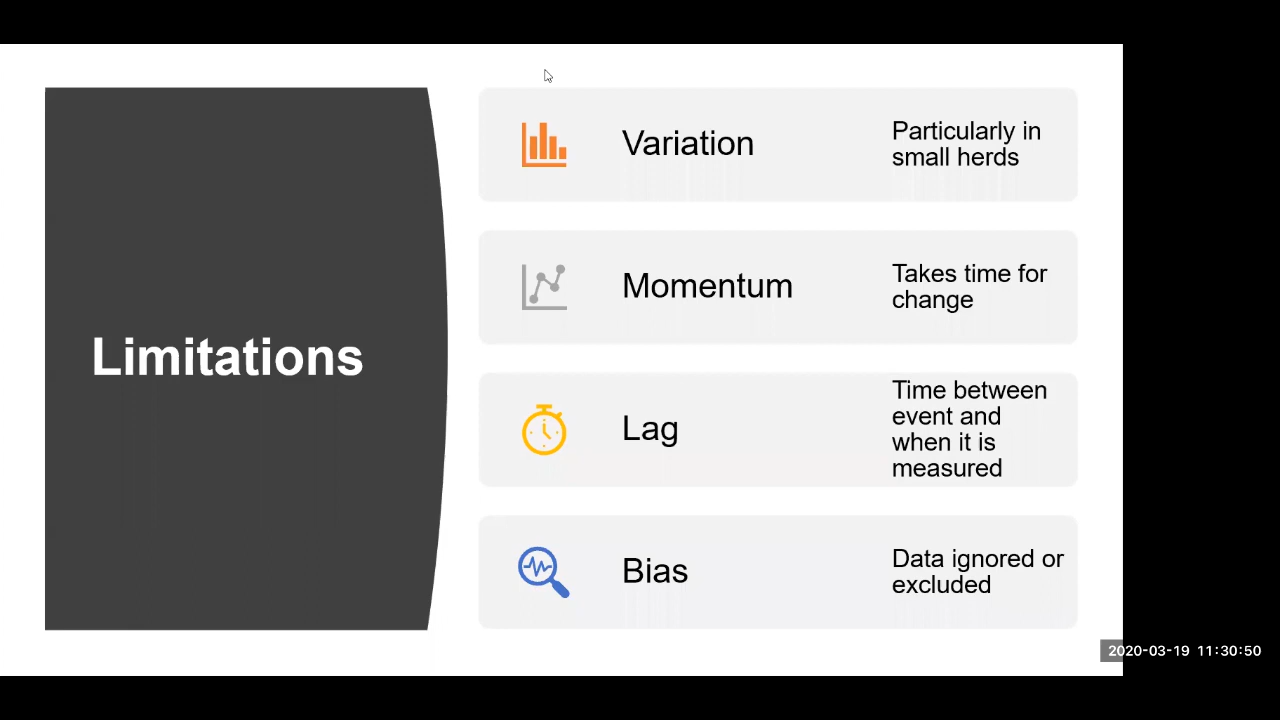 Limitations
Variation
Particularly in
small herds
Momentum
Takes time for
change
Lag
Time between
event and
when it is
measured
Bias
Data ignored or
excluded
2020-03-19 11:30:50